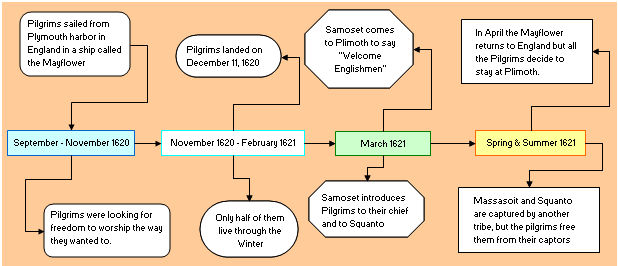 Pilgrims sailed from
Plymouth harbor in
England in a ship called
the Mayflower
Pilgrims landed on
December 11, 1620
Samoset comes
to Plimoth to say
"Welcome
Englishmen"
In April the Mayflower
returns to England but all
the Pilgrims decide to
stay at Plimoth.
September - November 1620
November 1620 - February 1621
March 1621
Spring & Summer 1621
Pilgrims were looking for
freedom to worship the way
they wanted to.
Only half of them
live through the
Winter
Samoset introduces
Pilgrims to their chief
and to Squanto
Massasoit and Squanto
are captured by another
tribe, but the pilgrims free
them from their captors